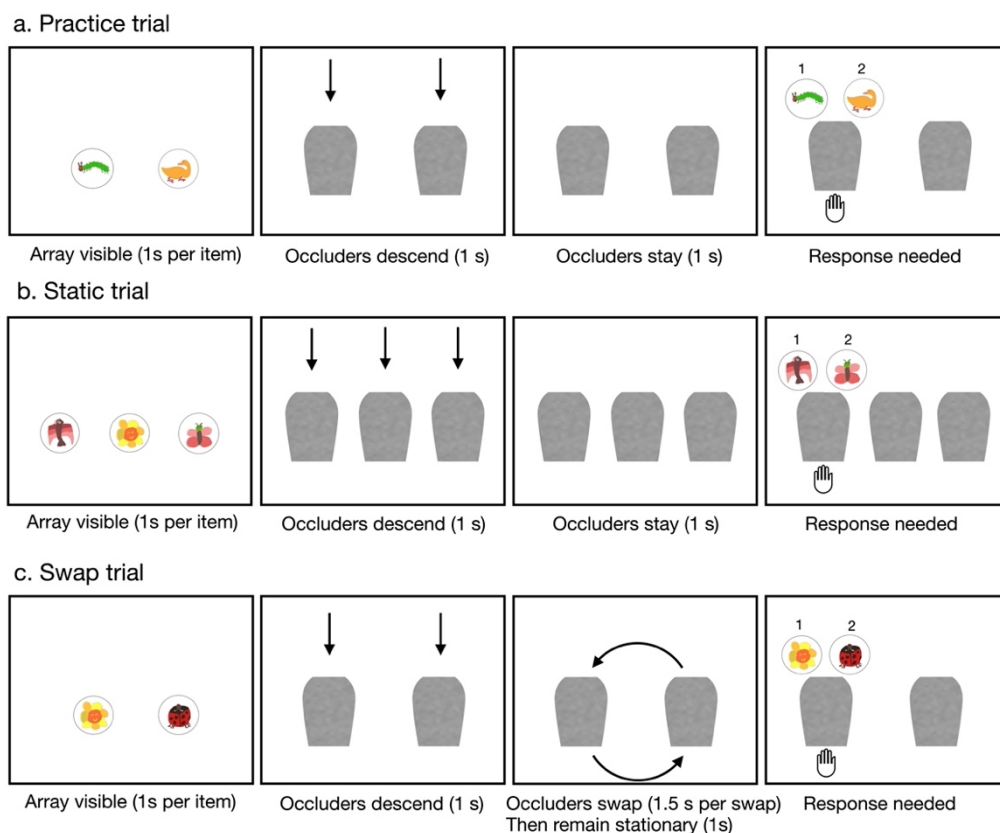 a. Practice trial
1 2
Array visible (1s per item)
Occluders descend (1 s)
Occluders stay (1 s)
Response needed
b. Static trial
1 2
Array visible (1s per item)
Occluders descend (1 s)
Occluders stay (1 s)
Response needed
c. Swap trial
1 2
Array visible (1s per item)
Occluders descend (1 s)
Occluders swap (1.5 s per swap)
Then remain stationary (1s)
Response needed